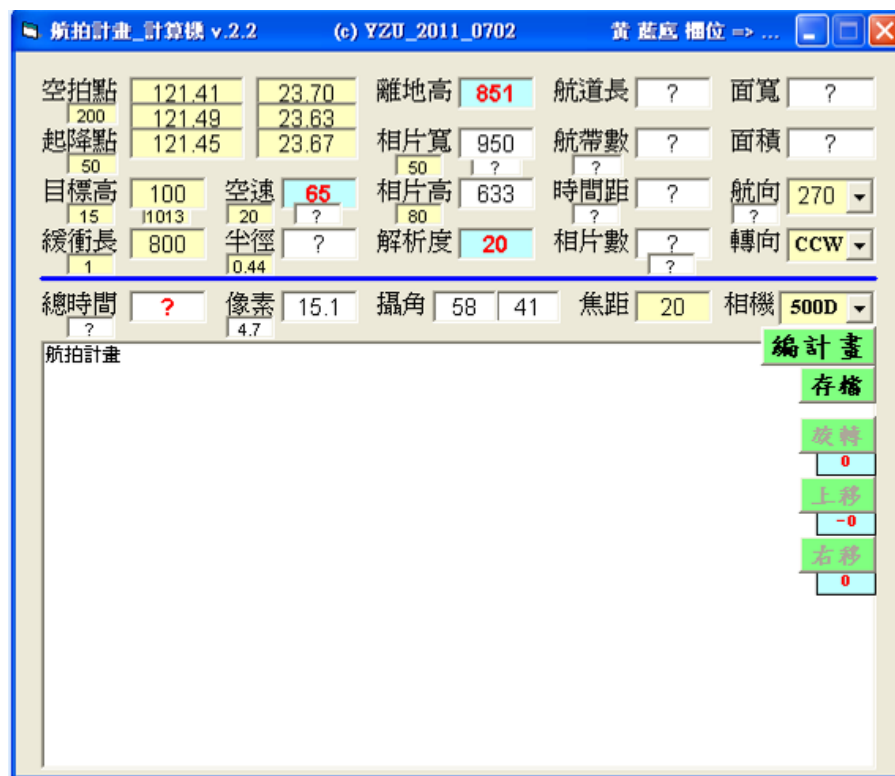 航拍計畫_計算機 v.2.2 (c) YZU_2011_0702 黃 藍底 欄位 => ...
空拍點 121.41 23.70 離地高 851 航道長 ? 面寬 ?
200 121.49 23.63
起降點 121.45 23.67 相片寬 950 航帶數 ? 面積 ?
50 50 ? ?
目標高 100 空速 65 相片高 633 時間距 ? 航向 270
15 1013 20 ? 80 ? ?
緩衝長 800 半徑 ? 解析度 20 相片數 ? 轉向 CCW
1 0.44 ?
總時間 ? 像素 15.1 攝角 58 41 焦距 20 相機 500D
? 4.7
編計畫
航拍計畫
存檔
旋轉
0
上移
-0
右移
0